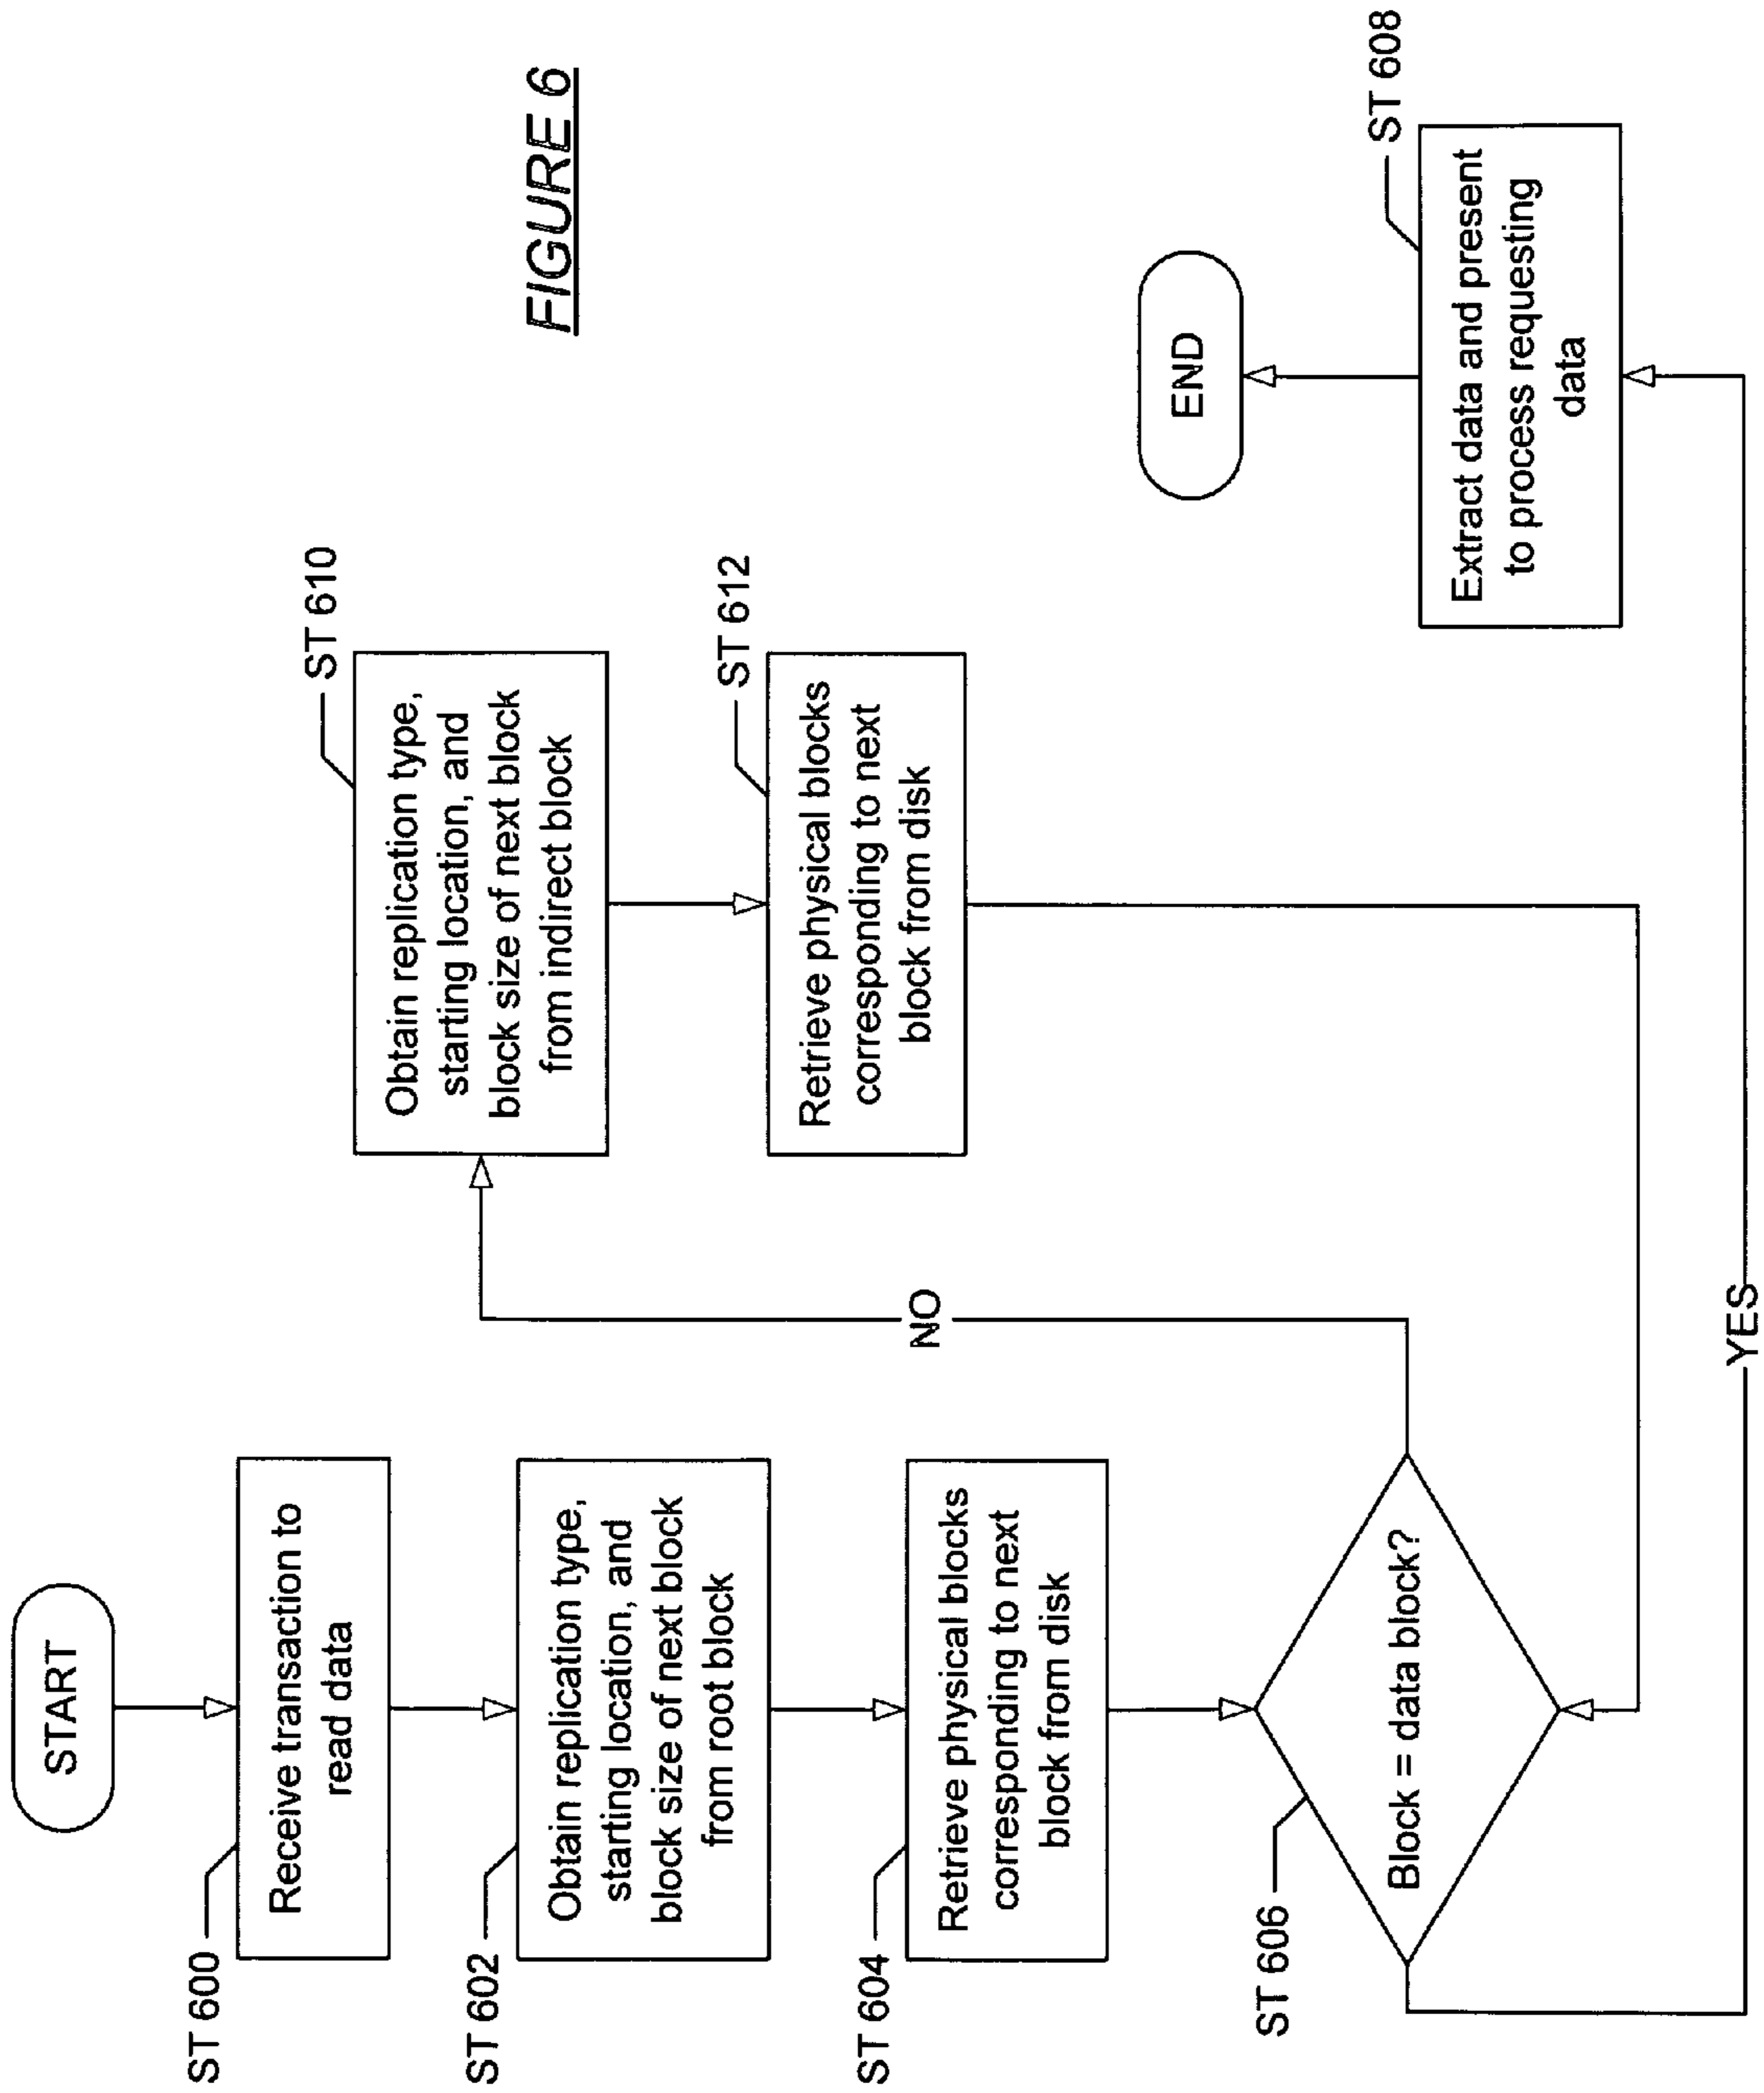 START
ST 600
Receive transaction to
read data
ST 602
Obtain replication type,
starting location, and
block size of next block
from root block
ST 604
Retrieve physical blocks
corresponding to next
block from disk
ST 606
Block = data block?
NO
YES
ST 610
Obtain replication type,
starting location, and
block size of next block
from indirect block
ST 612
Retrieve physical blocks
corresponding to next
block from disk
ST 608
Extract data and present
to process requesting
data
END
FIGURE 6